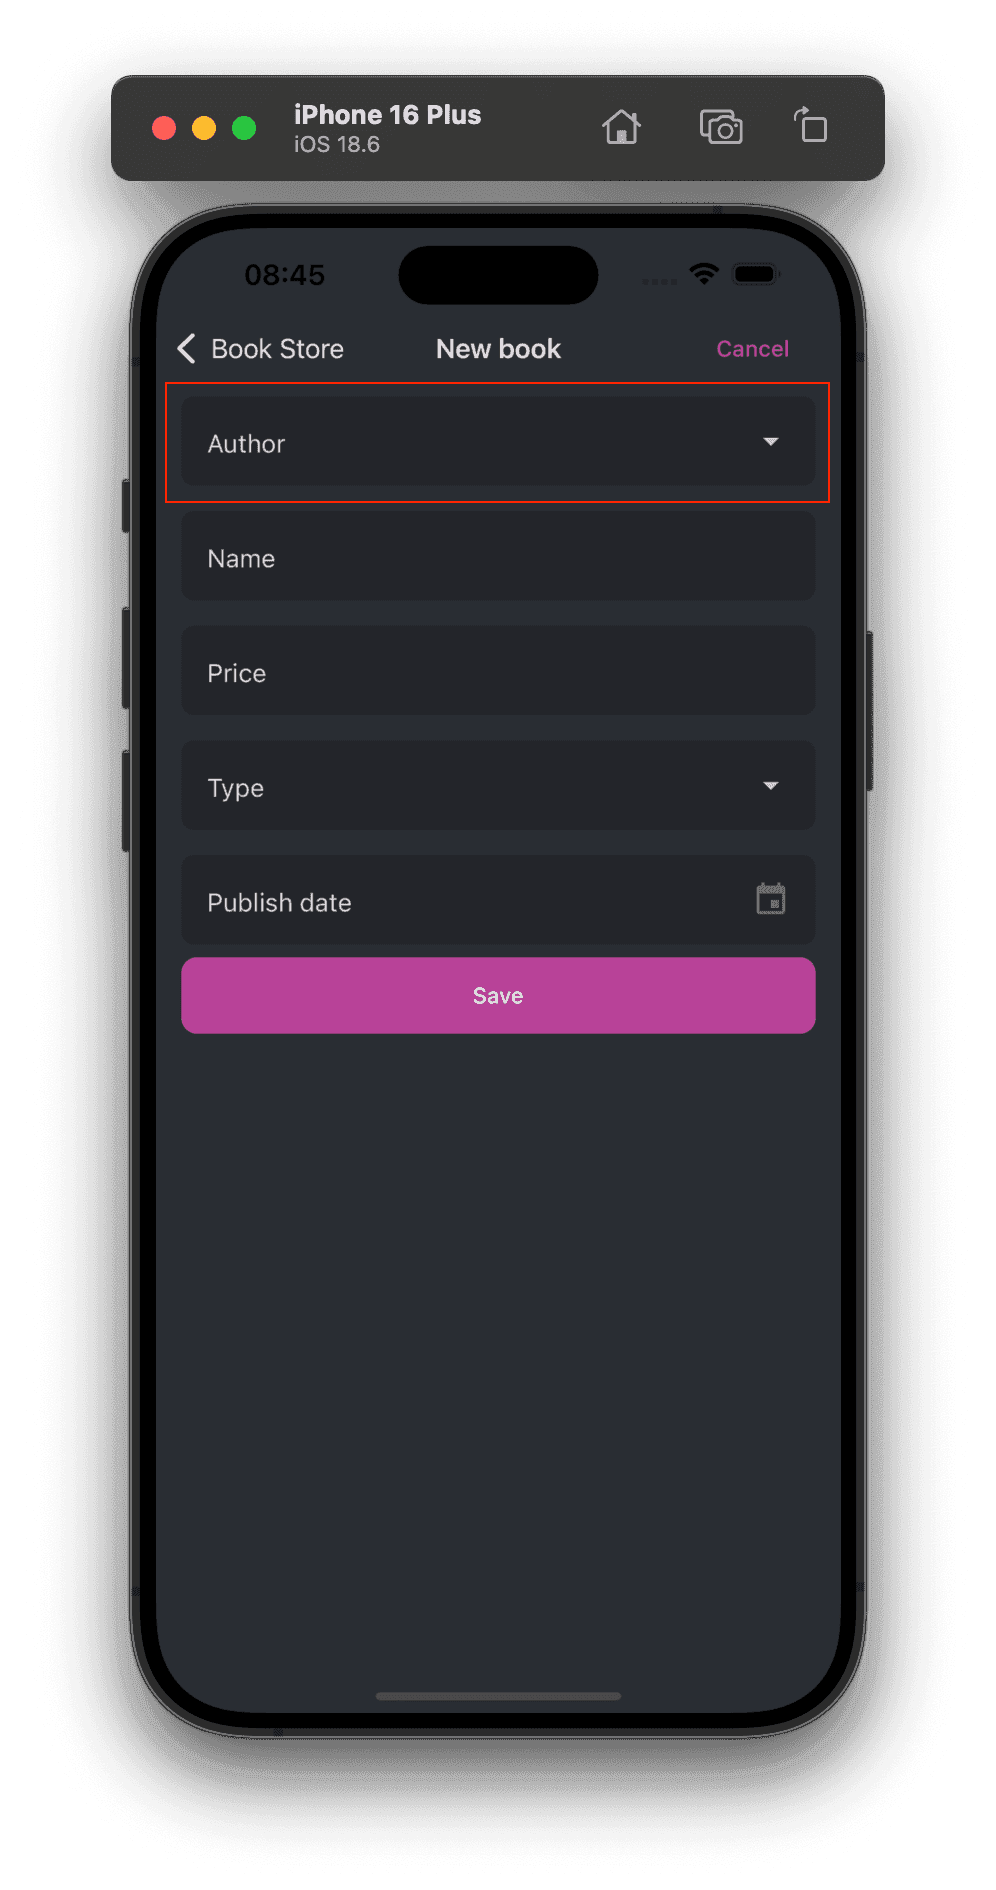 iPhone 16 Plus
iOS 18.6
08:45
Book Store
New book
Cancel
Author
Name
Price
Type
Publish date
Save